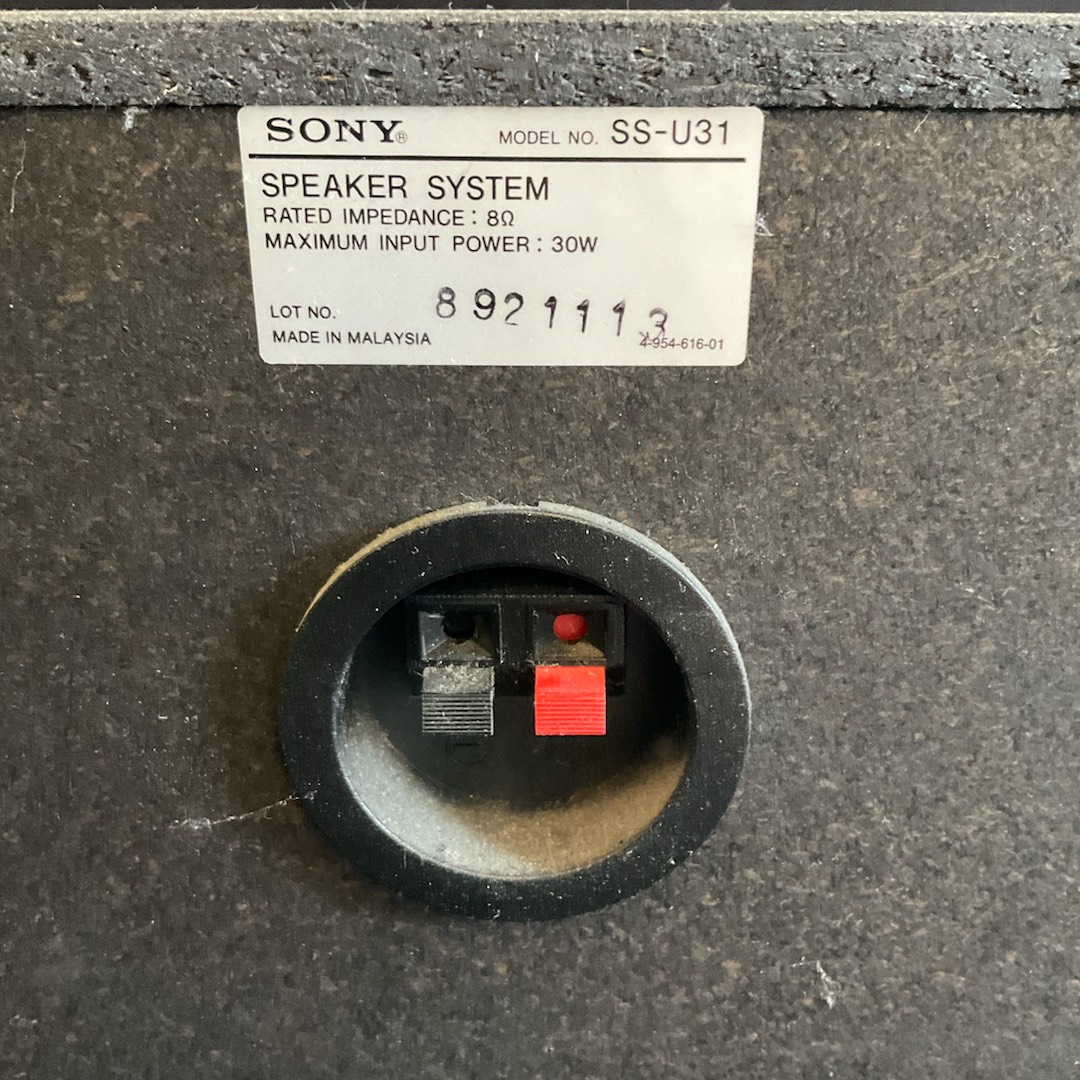 SONY® MODEL NO. SS-U31
SPEAKER SYSTEM
RATED IMPEDANCE : 8Ω
MAXIMUM INPUT POWER : 30W
LOT NO. 8921113
MADE IN MALAYSIA 4-954-616-01